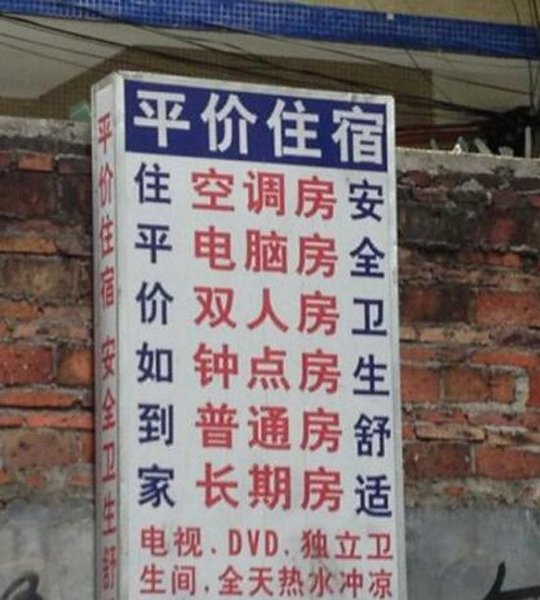 平价住宿
住平价如到家
空调房
电脑房
双人房
钟点房
普通房
长期房
安全卫生舒适
电视.DVD.独立卫
生间.全天热水冲凉
平价住宿 安全卫生舒